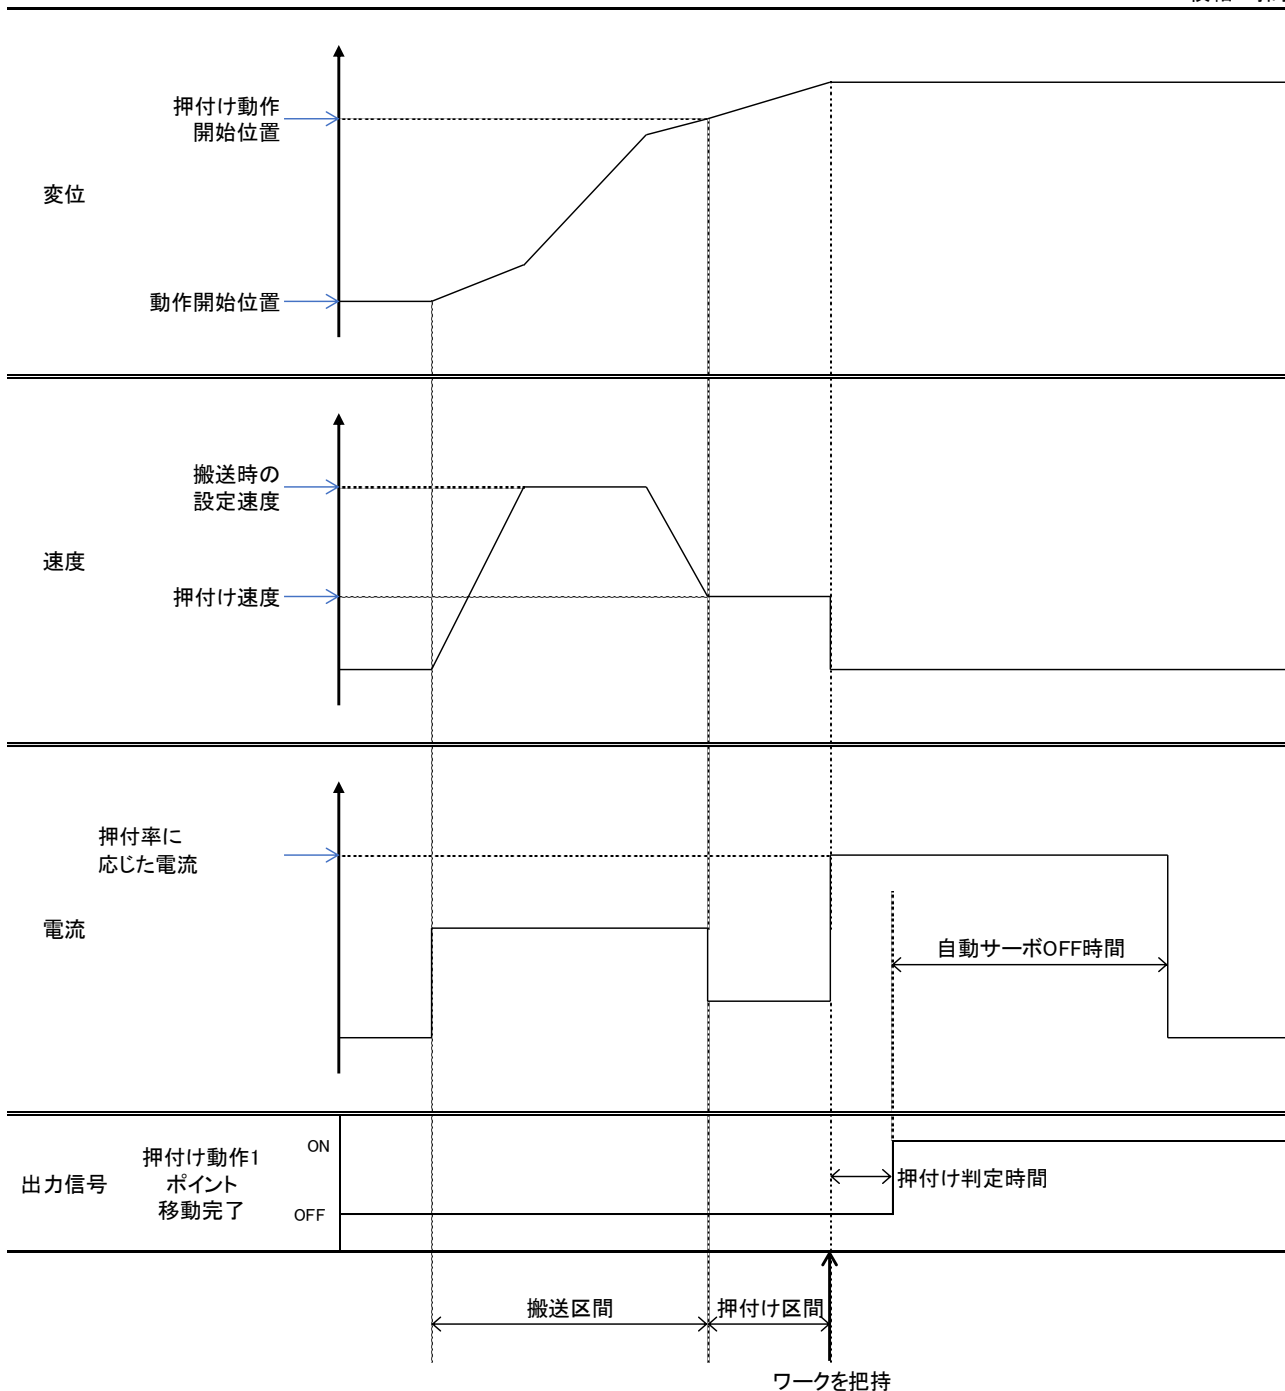 押付け動作
開始位置
変位
動作開始位置
搬送時の
設定速度
速度
押付け速度
押付率に
応じた電流
電流
自動サーボOFF時間
出力信号
押付け動作1
ポイント
移動完了
ON
OFF
押付け判定時間
搬送区間
押付け区間
ワークを把持